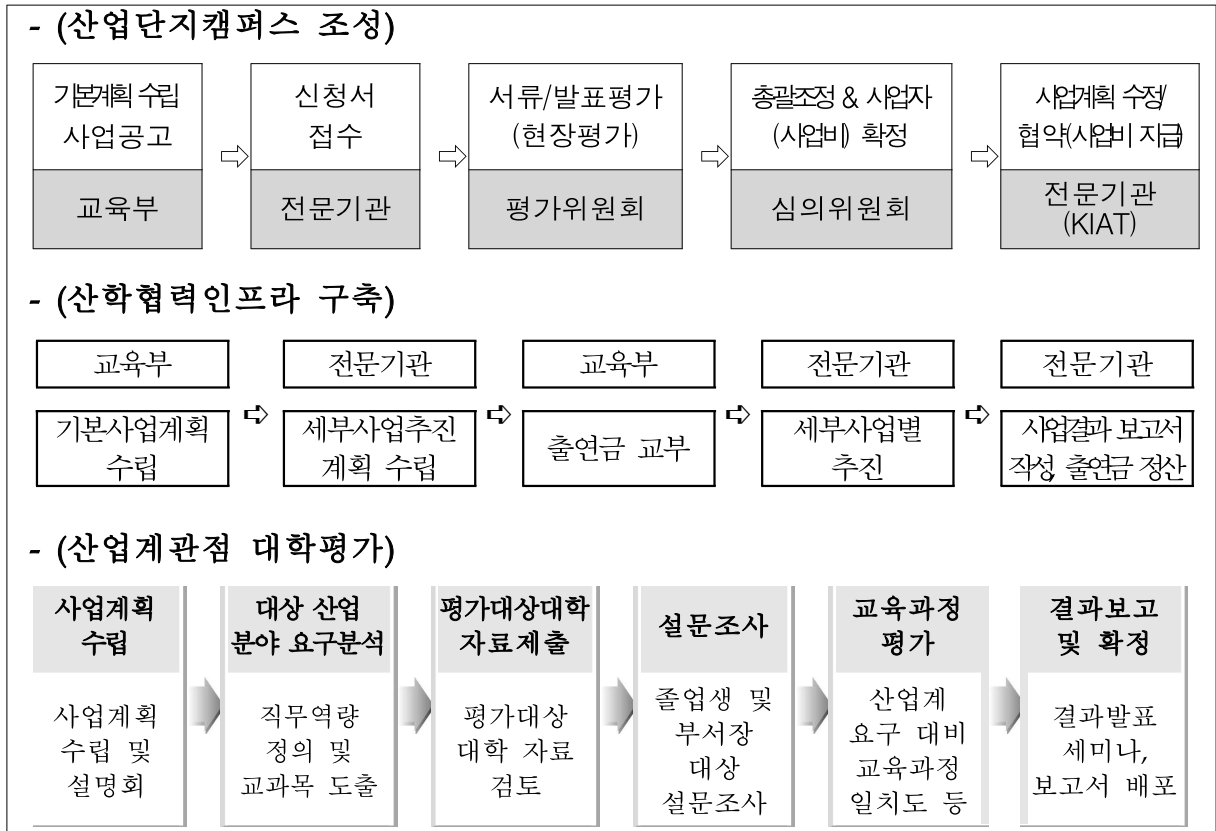 - (산업단지캠퍼스 조성)
기본계획 수립
사업공고
교육부
신청서
접수
전문기관
서류/발표평가
(현장평가)
평가위원회
총괄조정 & 사업자
(사업비) 확정
심의위원회
사업계획 수정/
협약(사업비 지급)
전문기관
(KIAT)
- (산학협력인프라 구축)
교육부
기본사업계획
수립
전문기관
세부사업추진
계획 수립
교육부
출연금 교부
전문기관
세부사업별
추진
전문기관
사업결과 보고서
작성, 출연금 정산
- (산업계관점 대학평가)
사업계획
수립
사업계획
수립 및
설명회
대상 산업
분야 요구분석
직무역량
정의 및
교과목 도출
평가대상대학
자료제출
평가대상
대학 자료
검토
설문조사
졸업생 및
부서장
대상
설문조사
교육과정
평가
산업계
요구 대비
교육과정
일치도 등
결과보고
및 확정
결과발표
세미나,
보고서 배포